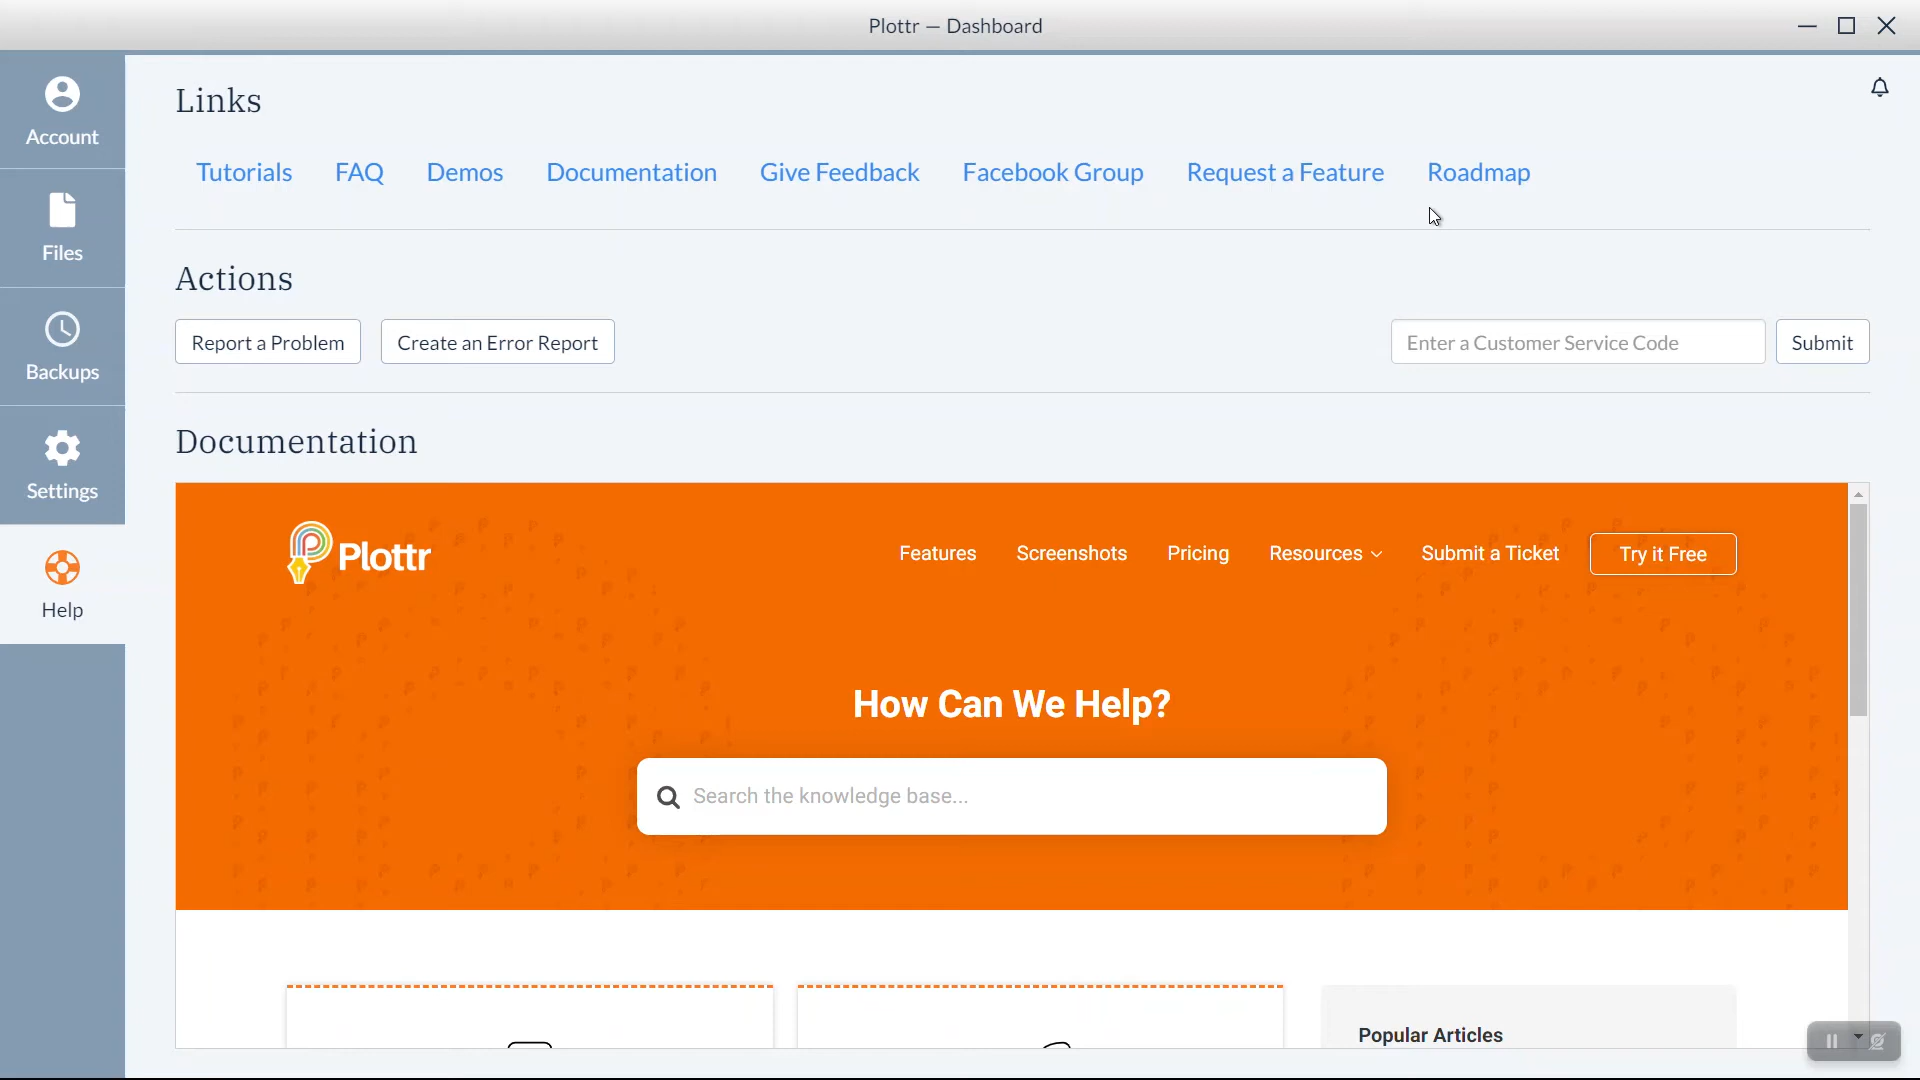 Plottr — Dashboard
Account
Files
Backups
Settings
Help
Links
Tutorials FAQ Demos Documentation Give Feedback Facebook Group Request a Feature Roadmap
Actions
Report a Problem Create an Error Report Enter a Customer Service Code Submit
Documentation
Plottr Features Screenshots Pricing Resources Submit a Ticket Try it Free
How Can We Help?
Search the knowledge base...
Popular Articles